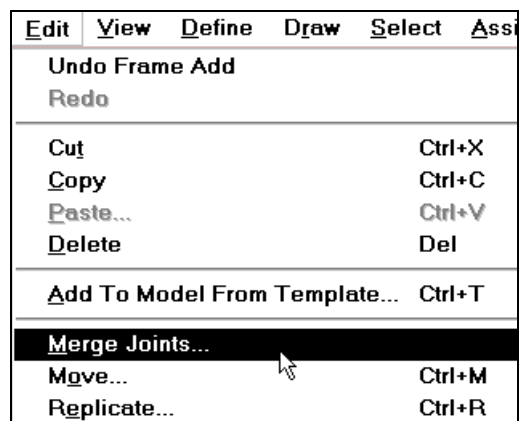 Edit View Define Draw Select Assi
Undo Frame Add
Redo
Cut Ctrl+X
Copy Ctrl+C
Paste... Ctrl+V
Delete Del
Add To Model From Template... Ctrl+T
Merge Joints...
Move... Ctrl+M
Replicate... Ctrl+R